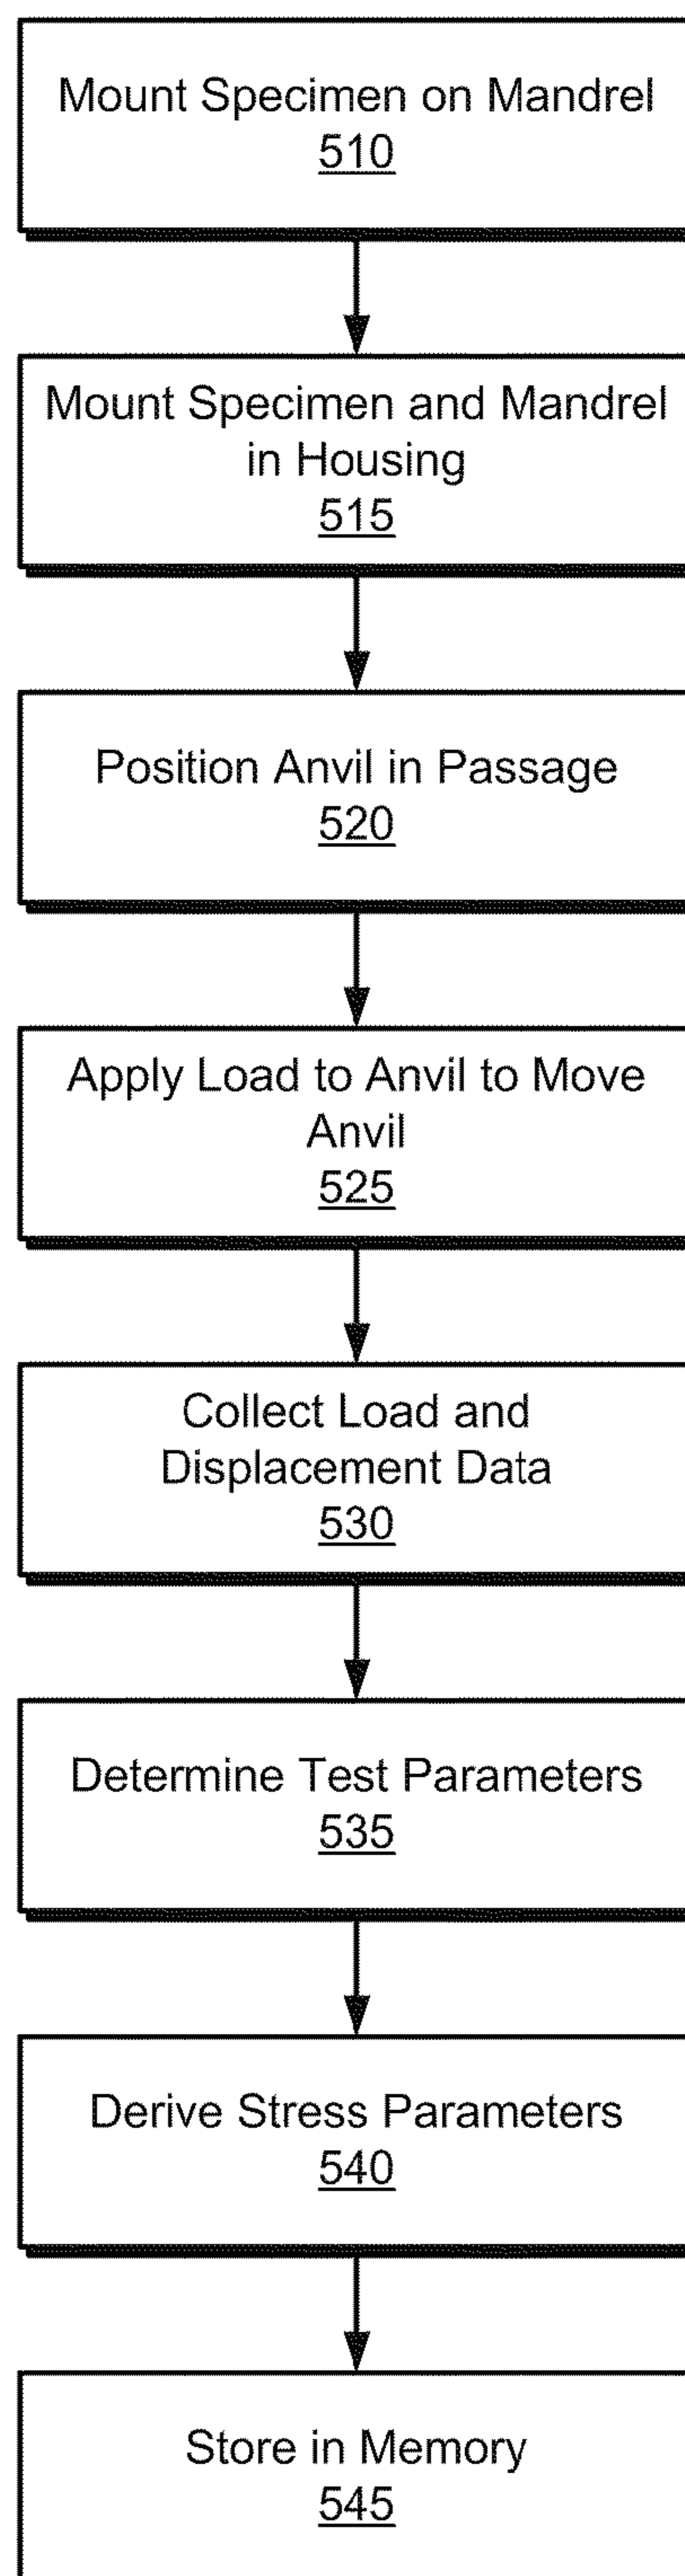 Mount Specimen on Mandrel
510
Mount Specimen and Mandrel
in Housing
515
Position Anvil in Passage
520
Apply Load to Anvil to Move
Anvil
525
Collect Load and
Displacement Data
530
Determine Test Parameters
535
Derive Stress Parameters
540
Store in Memory
545